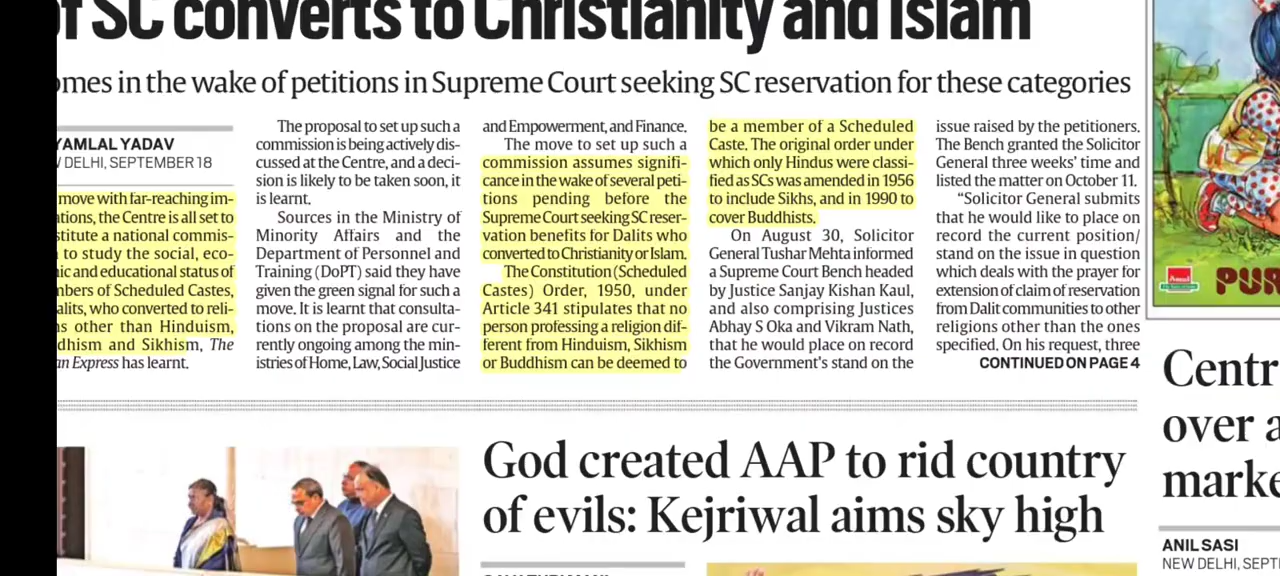 of SC converts to Christianity and Islam
omes in the wake of petitions in Supreme Court seeking SC reservation for these categories
YAMLAL YADAV
DELHI, SEPTEMBER 18
move with far-reaching im-
ations, the Centre is all set to
stitute a national commis-
to study the social, eco-
ic and educational status of
mbers of Scheduled Castes,
alits, who converted to reli-
ns other than Hinduism,
dhism and Sikhism, The
an Express has learnt.
The proposal to set up such a
commission is being actively dis-
cussed at the Centre, and a deci-
sion is likely to be taken soon, it
is learnt.
Sources in the Ministry of
Minority Affairs and the
Department of Personnel and
Training (DoPT) said they have
given the green signal for such a
move. It is learnt that consulta-
tions on the proposal are cur-
rently ongoing among the min-
istries of Home, Law, Social Justice
and Empowerment, and Finance.
The move to set up such a
commission assumes signifi-
cance in the wake of several peti-
tions pending before the
Supreme Court seeking SC reser-
vation benefits for Dalits who
converted to Christianity or Islam.
The Constitution (Scheduled
Castes) Order, 1950, under
Article 341 stipulates that no
person professing a religion dif-
ferent from Hinduism, Sikhism
or Buddhism can be deemed to
be a member of a Scheduled
Caste. The original order under
which only Hindus were classi-
fied as SCs was amended in 1956
to include Sikhs, and in 1990 to
cover Buddhists.
On August 30, Solicitor
General Tushar Mehta informed
a Supreme Court Bench headed
by Justice Sanjay Kishan Kaul,
and also comprising Justices
Abhay S Oka and Vikram Nath,
that he would place on record
the Government's stand on the
issue raised by the petitioners.
The Bench granted the Solicitor
General three weeks' time and
listed the matter on October 11.
"Solicitor General submits
that he would like to place on
record the current position/
stand on the issue in question
which deals with the prayer for
extension of claim of reservation
from Dalit communities to other
religions other than the ones
specified. On his request, three
CONTINUED ON PAGE 4
Amul
PUR
God created AAP to rid country
of evils: Kejriwal aims sky high
Centr
over a
marke
ANIL SASI
NEW DELHI, SEPT